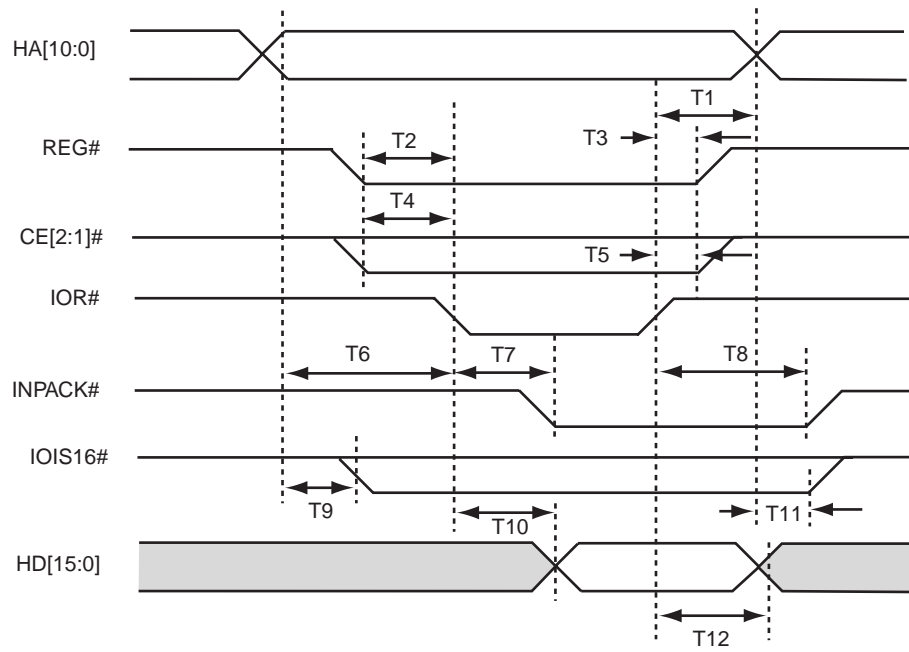 HA[10:0]
T1
T3
REG#
T2
T4
CE[2:1]#
T5
IOR#
T6
T7
T8
INPACK#
IOIS16#
T9
T10
T11
HD[15:0]
T12